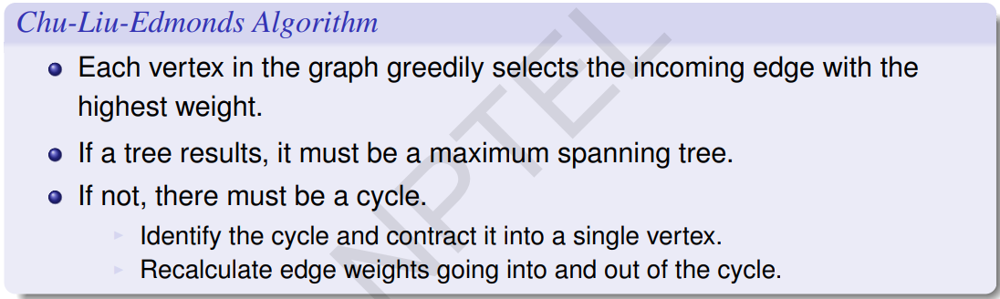 Chu-Liu-Edmonds Algorithm
Each vertex in the graph greedily selects the incoming edge with the
highest weight.
If a tree results, it must be a maximum spanning tree.
If not, there must be a cycle.
Identify the cycle and contract it into a single vertex.
Recalculate edge weights going into and out of the cycle.
NPTEL